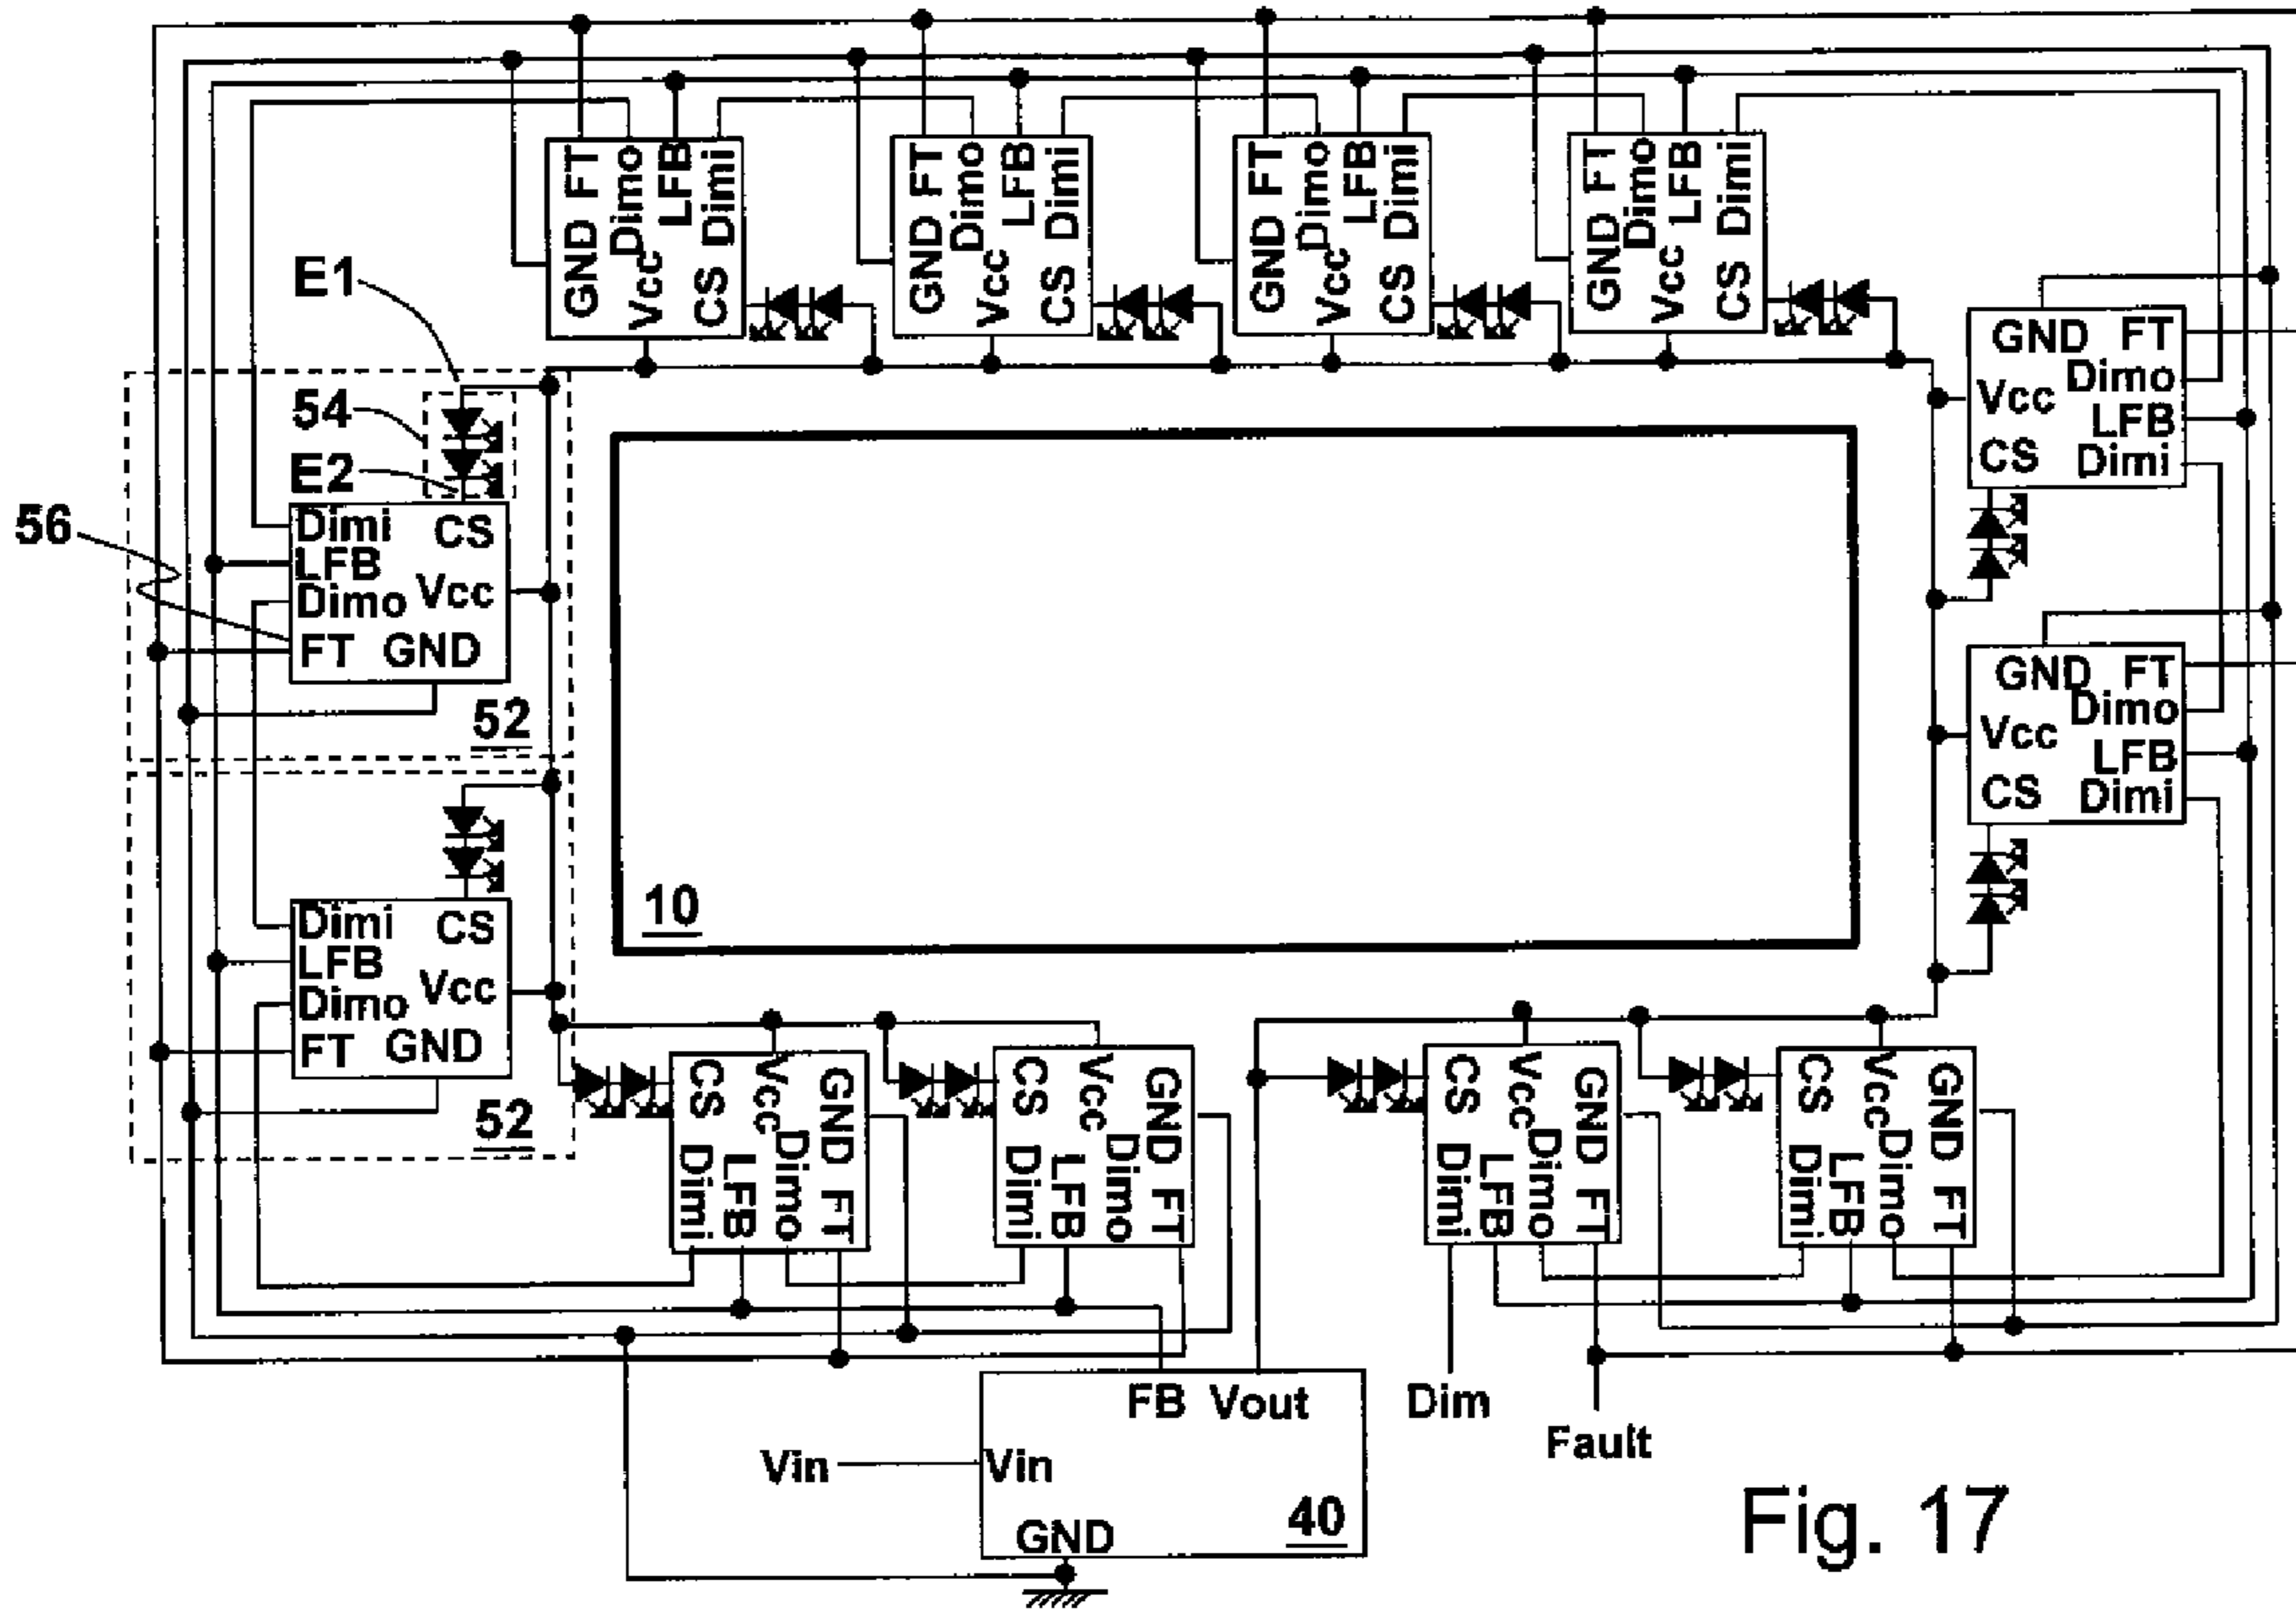 GND FT
Dimo
LFB
Dimi
Vcc
CS
GND FT
Dimo
LFB
Dimi
Vcc
CS
GND FT
Dimo
LFB
Dimi
Vcc
CS
GND FT
Dimo
LFB
Dimi
Vcc
CS
E1
54
E2
56
Dimi
CS
LFB
Dimo
Vcc
FT
GND
52
Dimi
CS
LFB
Dimo
Vcc
FT
GND
52
10
GND
FT
Dimo
Vcc
LFB
CS
Dimi
GND
FT
Dimo
Vcc
LFB
CS
Dimi
CS
Vcc
GND FT
Dimi
LFB
Dimo
CS
Vcc
GND FT
Dimi
LFB
Dimo
CS
Vcc
GND FT
Dimi
LFB
Dimo
CS
Vcc
GND FT
Dimi
LFB
Dimo
FB Vout
Dim
Fault
Vin
Vin
GND
40
Fig. 17